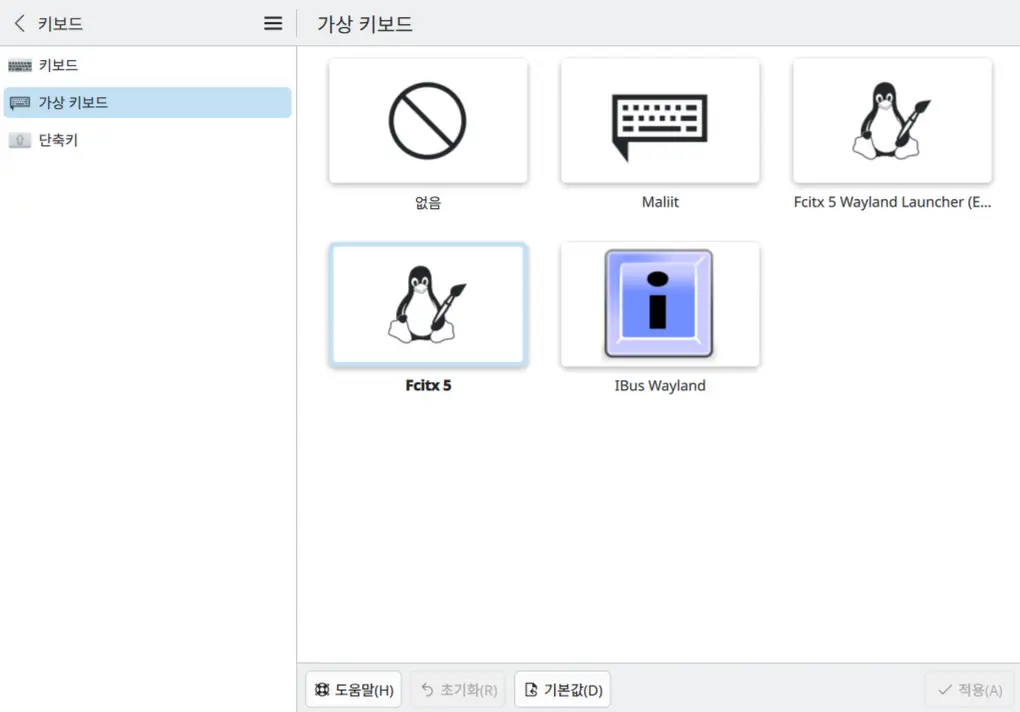 키보드
가상 키보드
키보드
가상 키보드
단축키
없음
Maliit
Fcitx 5 Wayland Launcher (E...
Fcitx 5
IBus Wayland
도움말(H)
초기화(R)
기본값(D)
적용(A)